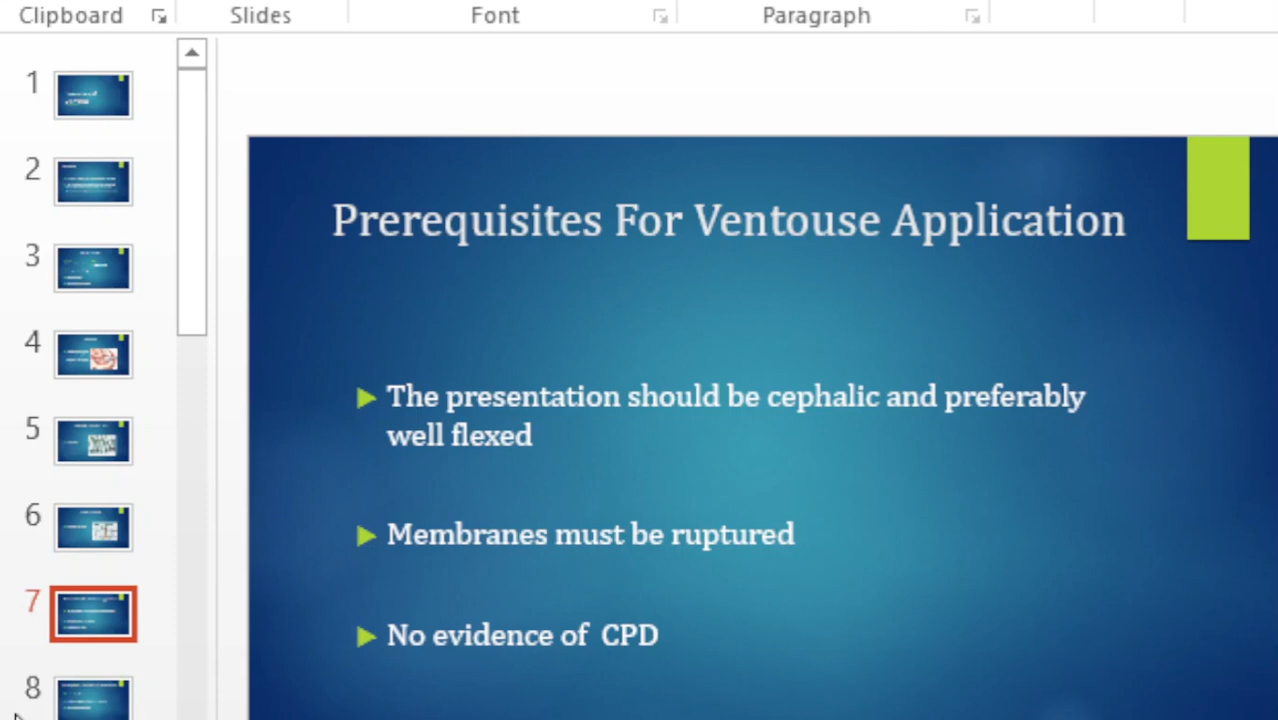 Clipboard
Slides
Font
Paragraph
1
2
3
4
5
6
7
8
Prerequisites For Ventouse Application
The presentation should be cephalic and preferably
well flexed
Membranes must be ruptured
No evidence of CPD